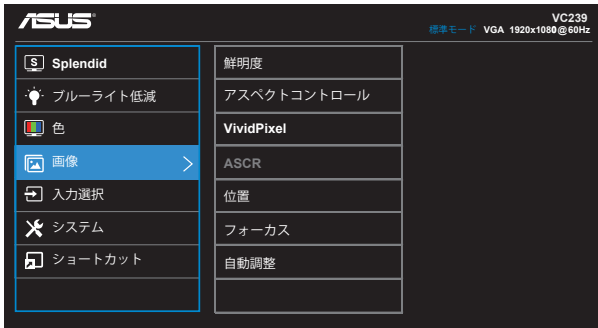 ASUS
VC239
標準モード VGA 1920x1080@60Hz
S Splendid
ブルーライト低減
色
画像
入力選択
システム
ショートカット
鮮明度
アスペクトコントロール
VividPixel
ASCR
位置
フォーカス
自動調整